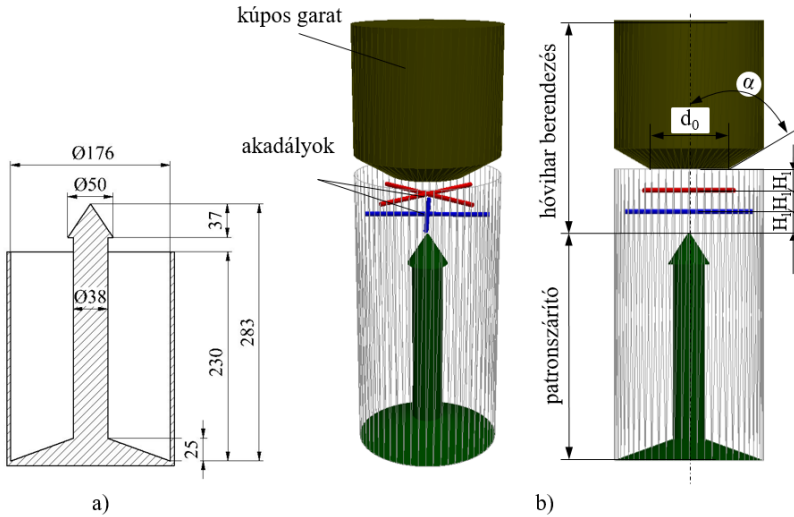 Ø176
Ø50
37
Ø38
230
283
25
a)
kúpos garat
akadályok
hóvihar berendezés
patronszárító
d₀
α
H₁
H₁
H₁
b)